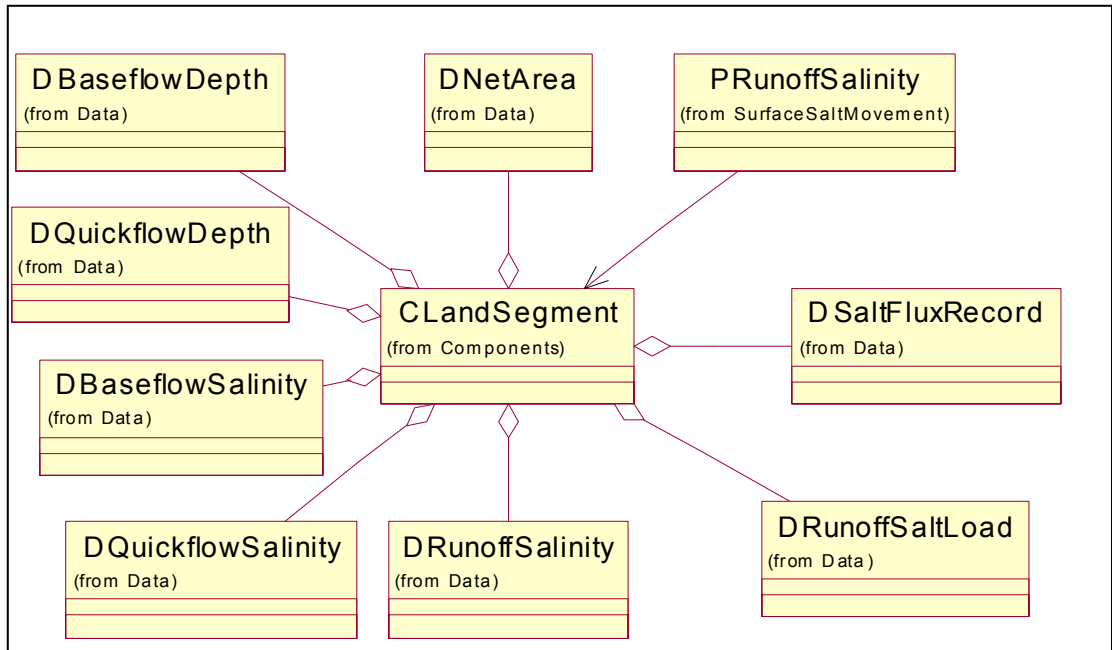 DBaseflowDepth
(from Data)
DNetArea
(from Data)
PRunoffSalinity
(from SurfaceSaltMovement)
DQuickflowDepth
(from Data)
CLandSegment
(from Components)
DSaltFluxRecord
(from Data)
DBaseflowSalinity
(from Data)
DQuickflowSalinity
(from Data)
DRunoffSalinity
(from Data)
DRunoffSaltLoad
(from Data)